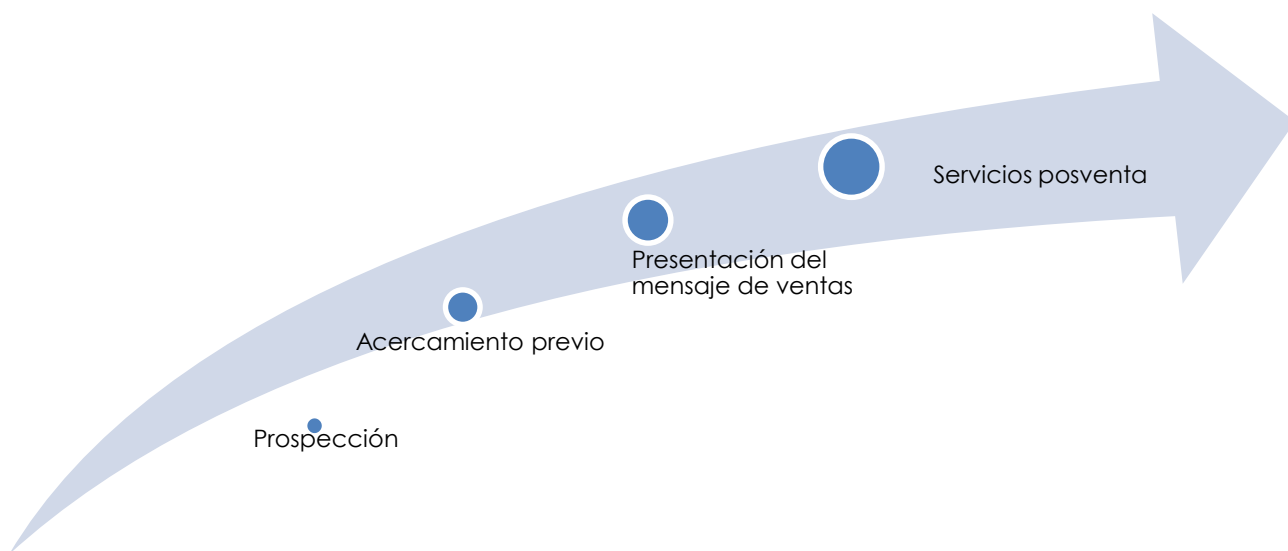 Servicios posventa
Presentación del
mensaje de ventas
Acercamiento previo
Prospección